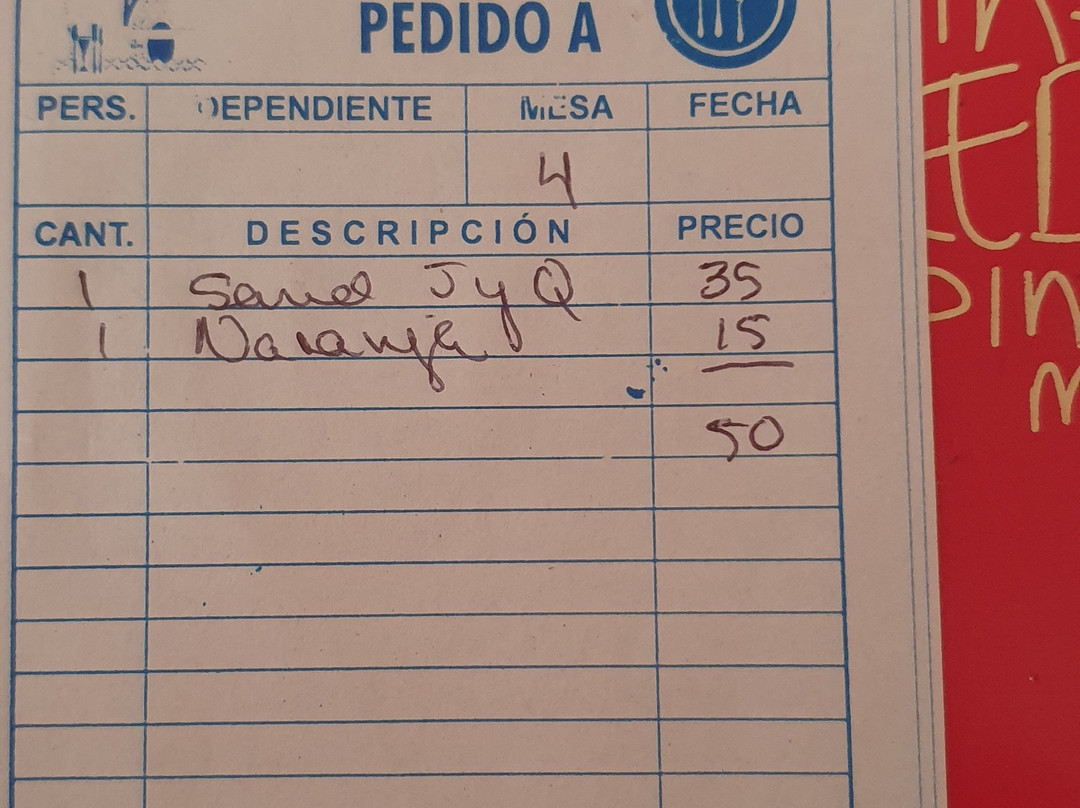 PEDIDO A
PERS. DEPENDIENTE MESA FECHA
4
CANT. DESCRIPCIÓN PRECIO
1 Sand J y Q 35
1 Naranja 15
50